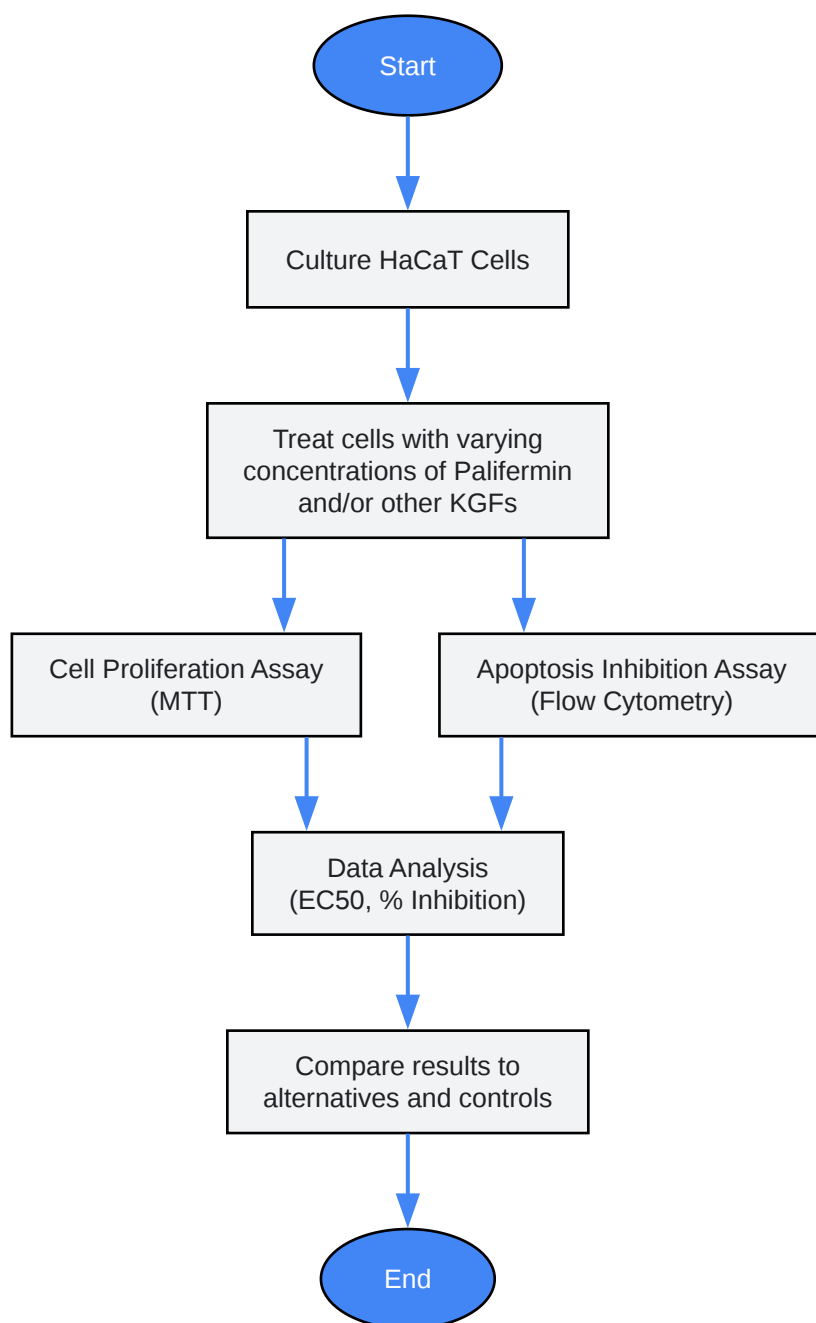 Start
Culture HaCaT Cells
Treat cells with varying
concentrations of Palifermin
and/or other KGFs
Cell Proliferation Assay
(MTT)
Apoptosis Inhibition Assay
(Flow Cytometry)
Data Analysis
(EC50, % Inhibition)
Compare results to
alternatives and controls
End